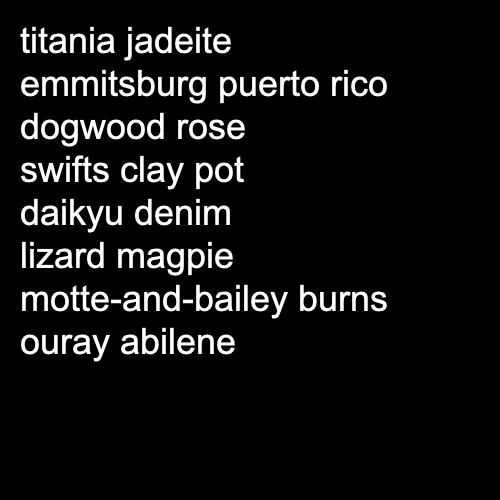 titania jadeite
emmitsburg puerto rico
dogwood rose
swifts clay pot
daikyu denim
lizard magpie
motte-and-bailey burns
ouray abilene